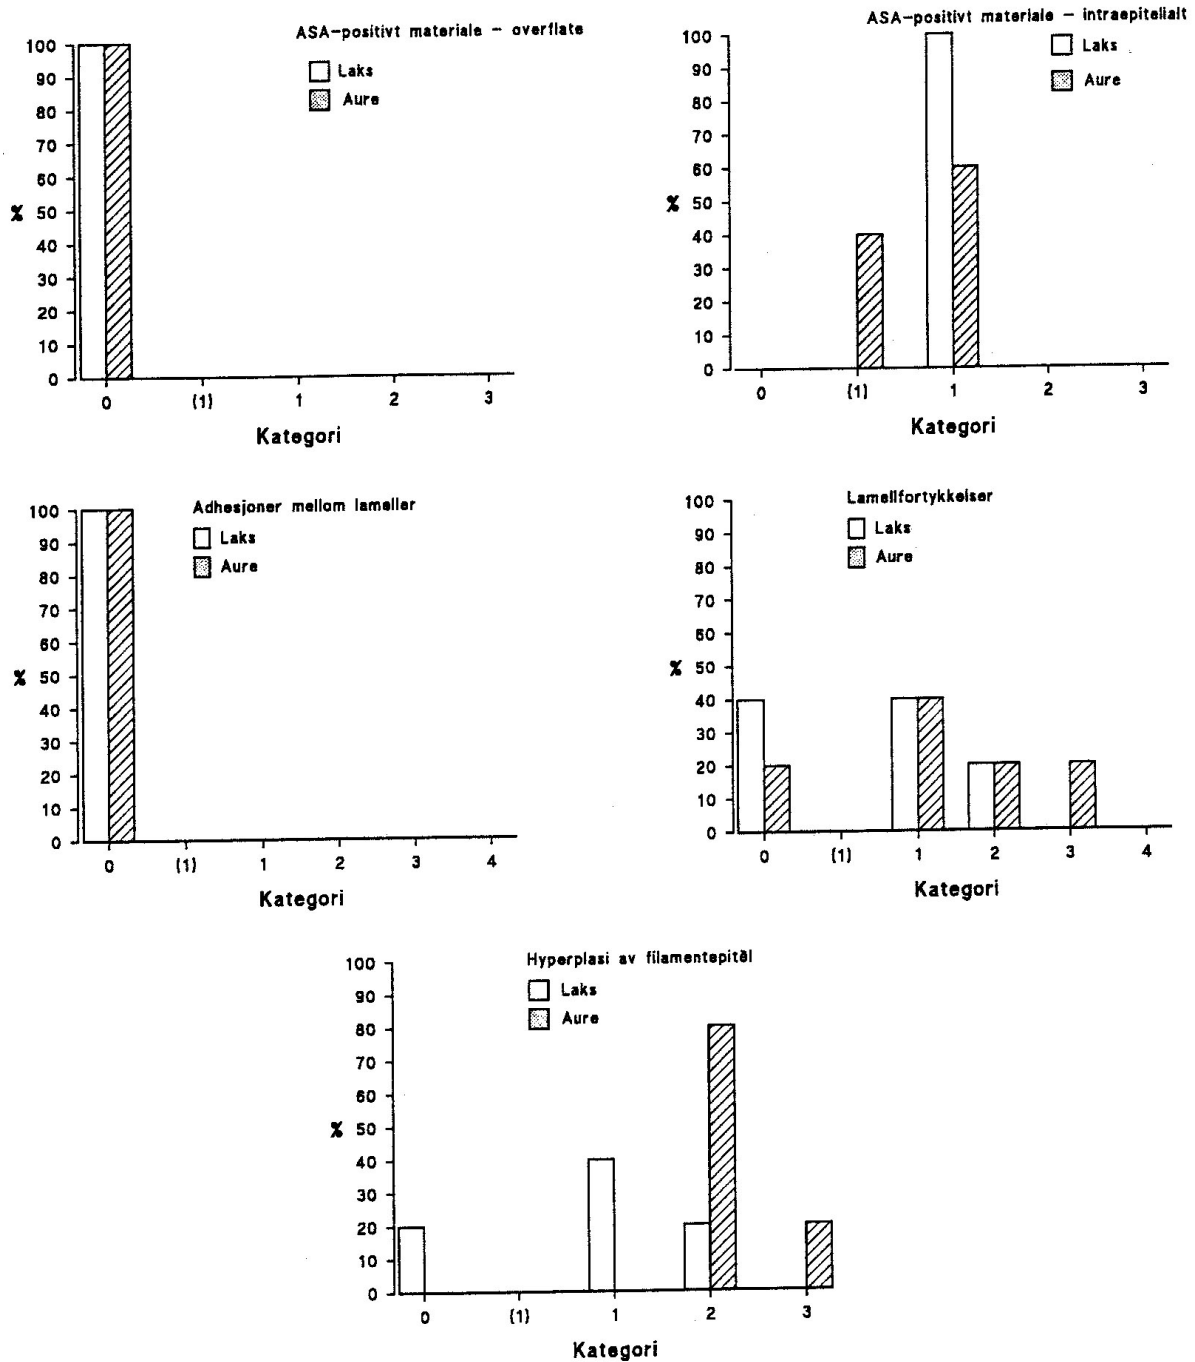 ASA-positivt materiale - overflate
Laks
Aure
100
90
80
70
60
% 50
40
30
20
10
0
0 (1) 1 2 3
Kategori
ASA-positivt materiale - intraepitelialt
Laks
Aure
100
90
80
70
60
% 50
40
30
20
10
0
0 (1) 1 2 3
Kategori
Adhesjoner mellom lameller
Laks
Aure
100
90
80
70
60
% 50
40
30
20
10
0
0 (1) 1 2 3 4
Kategori
Lamellfortykkelser
Laks
Aure
100
90
80
70
60
% 50
40
30
20
10
0
0 (1) 1 2 3 4
Kategori
Hyperplasi av filamentepitêl
Laks
Aure
100
90
80
70
60
% 50
40
30
20
10
0
0 (1) 1 2 3
Kategori